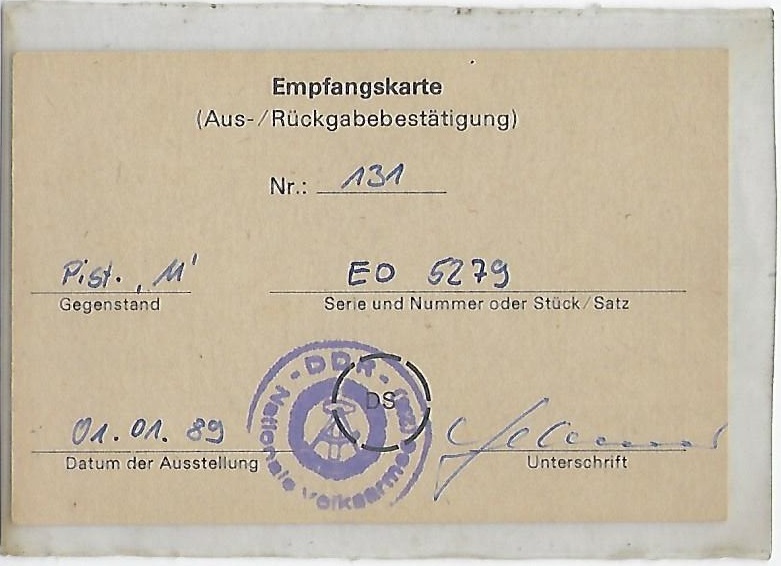 Empfangskarte
(Aus-/Rückgabebestätigung)
Nr.: 131
Pist. „M“ EO 5279
Gegenstand Serie und Nummer oder Stück/Satz
- DDR -
Nationale Volksarmee
DS
01.01.89
Datum der Ausstellung Unterschrift